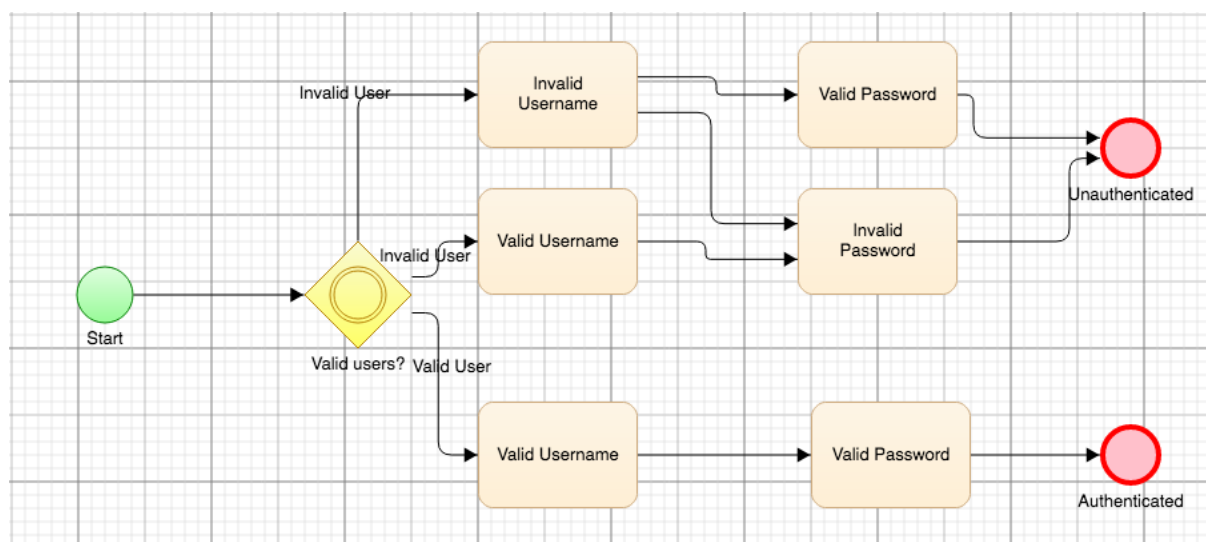 Invalid User
Invalid
Username
Valid Password
Unauthenticated
Invalid User
Valid Username
Invalid
Password
Start
Valid users?
Valid User
Valid Username
Valid Password
Authenticated